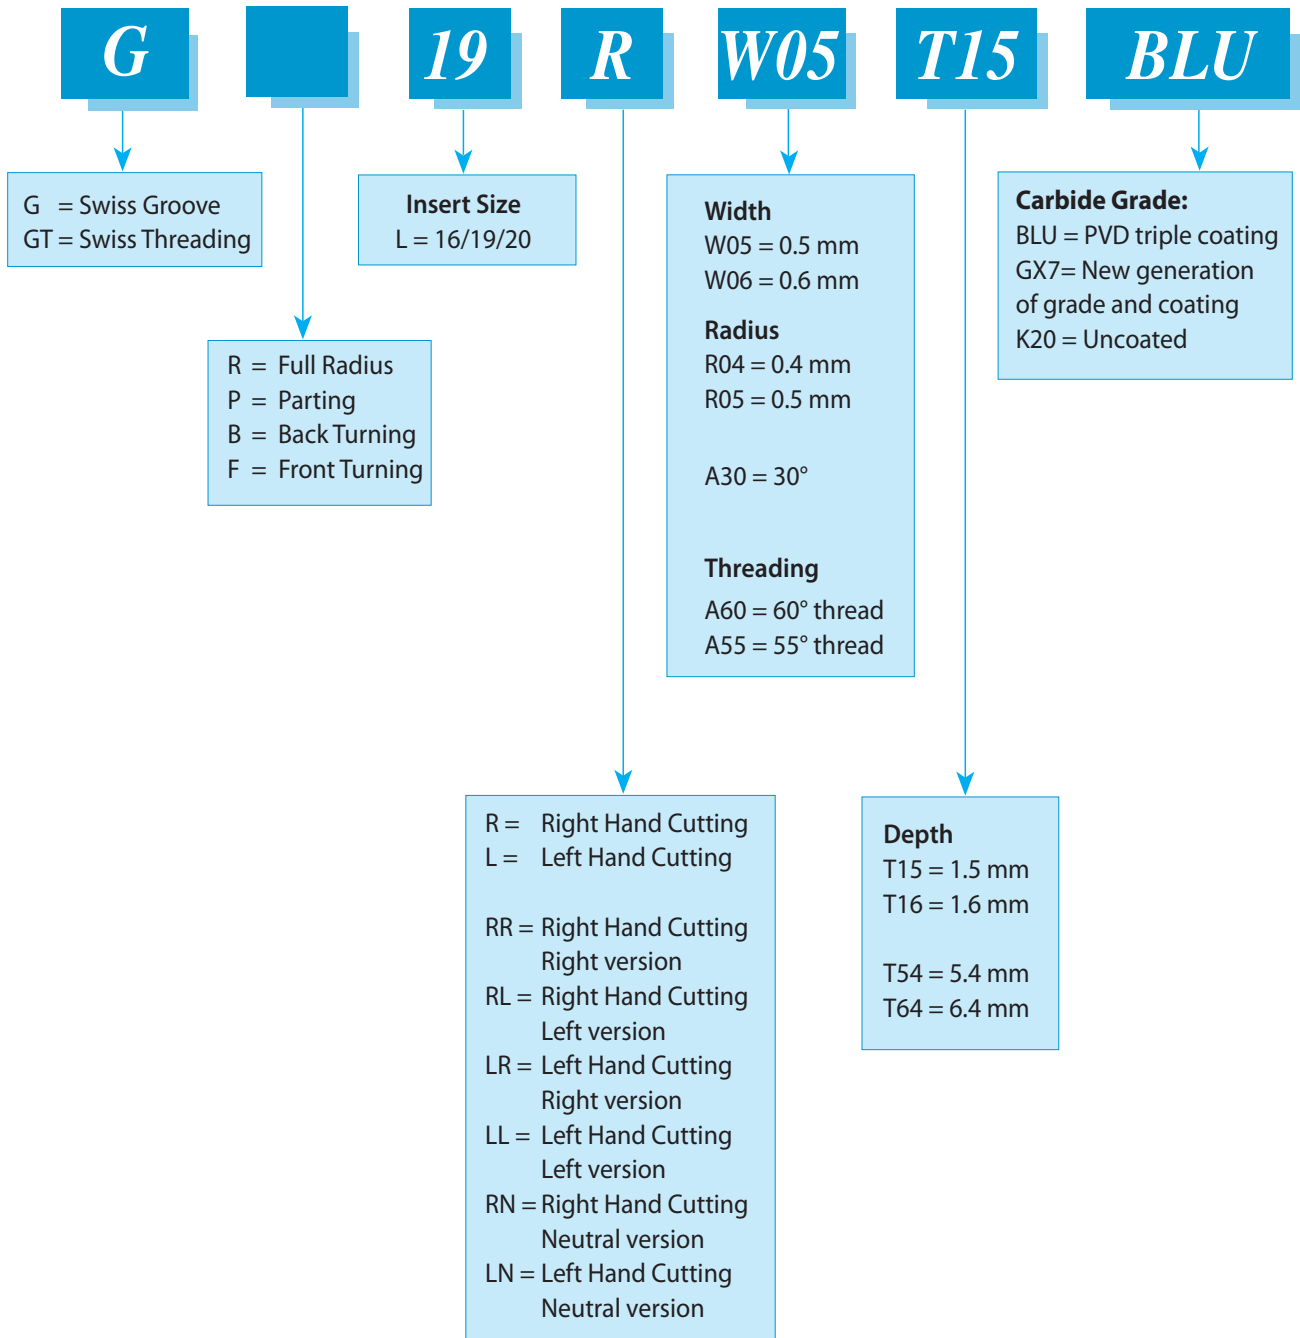 G 19 R W05 T15 BLU
G = Swiss Groove
GT = Swiss Threading
R = Full Radius
P = Parting
B = Back Turning
F = Front Turning
Insert Size
L = 16/19/20
R = Right Hand Cutting
L = Left Hand Cutting
RR = Right Hand Cutting
Right version
RL = Right Hand Cutting
Left version
LR = Left Hand Cutting
Right version
LL = Left Hand Cutting
Left version
RN = Right Hand Cutting
Neutral version
LN = Left Hand Cutting
Neutral version
Width
W05 = 0.5 mm
W06 = 0.6 mm
Radius
R04 = 0.4 mm
R05 = 0.5 mm
A30 = 30°
Threading
A60 = 60° thread
A55 = 55° thread
Depth
T15 = 1.5 mm
T16 = 1.6 mm
T54 = 5.4 mm
T64 = 6.4 mm
Carbide Grade:
BLU = PVD triple coating
GX7= New generation
of grade and coating
K20 = Uncoated